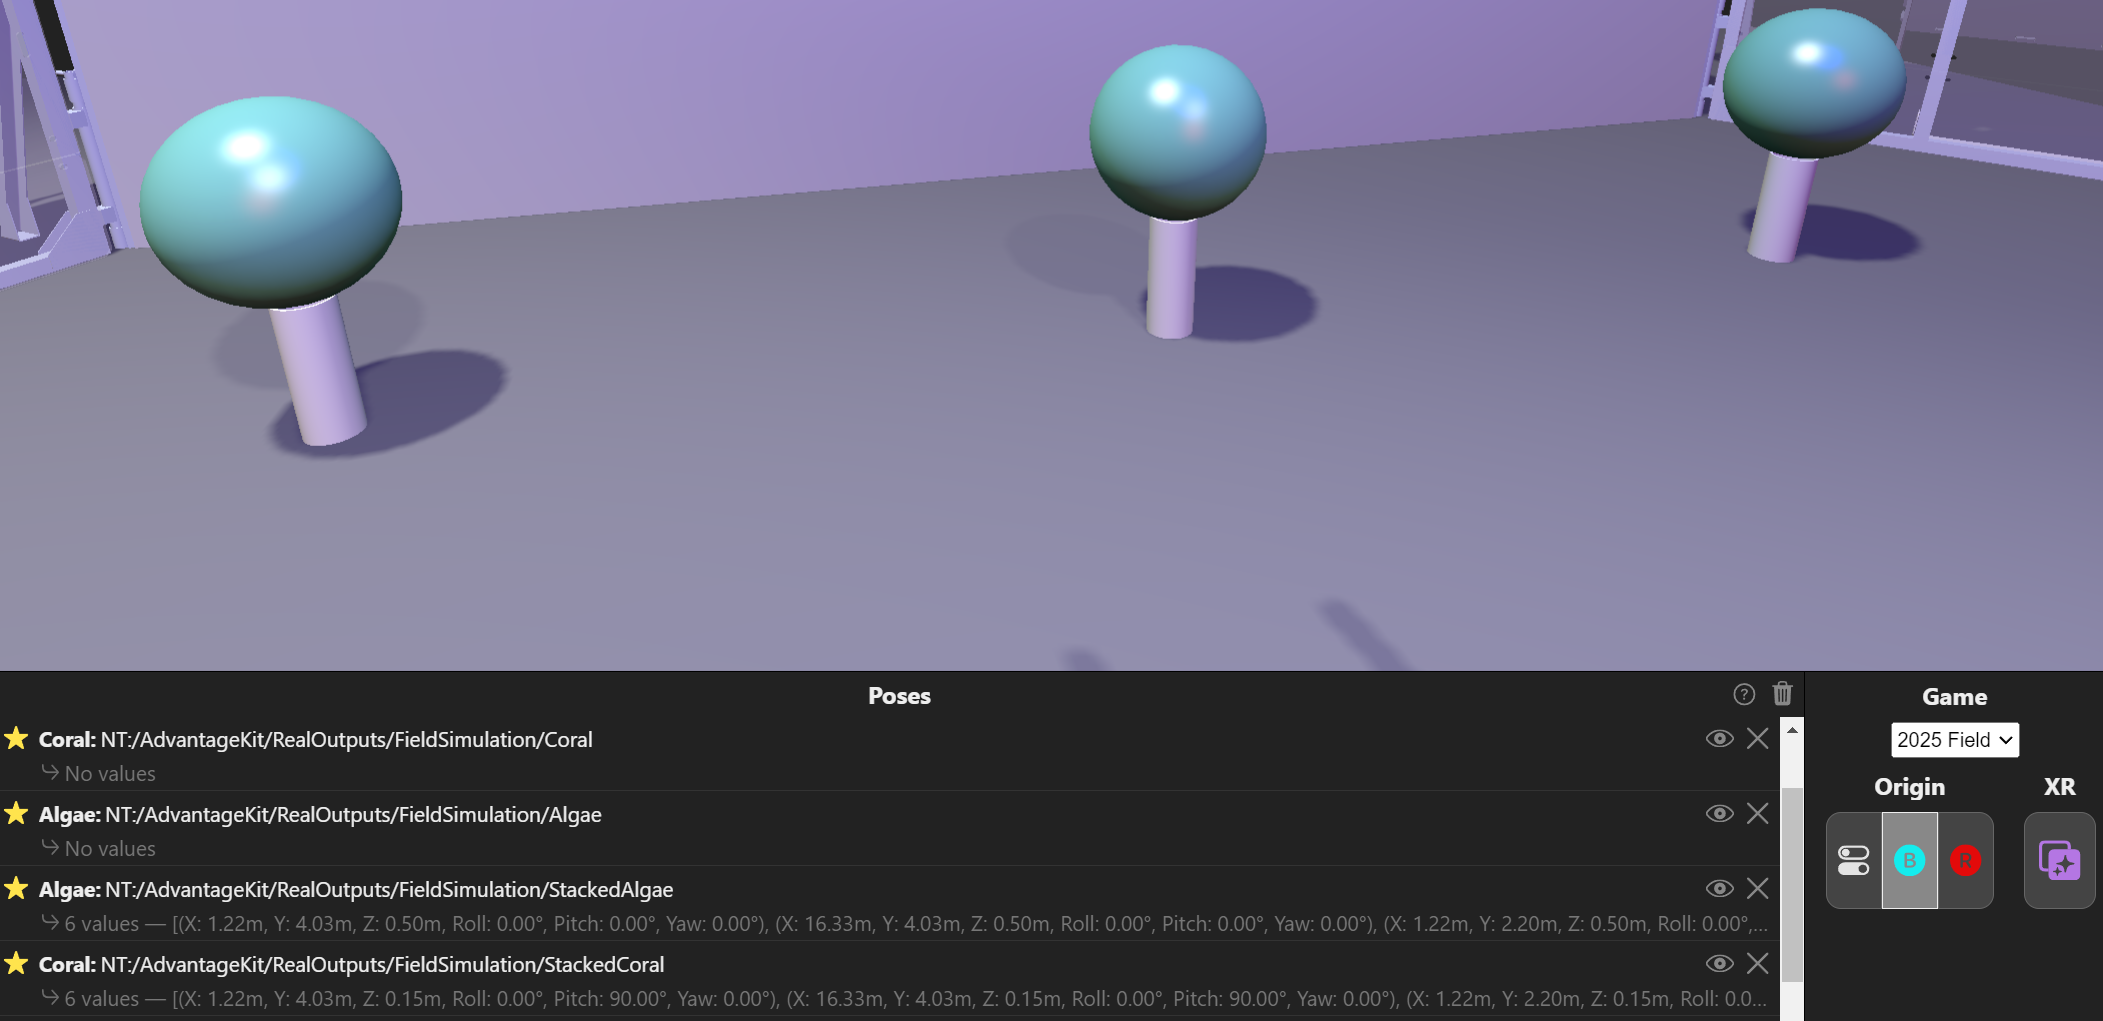 Poses
Coral: NT:/AdvantageKit/RealOutputs/FieldSimulation/Coral
No values
Algae: NT:/AdvantageKit/RealOutputs/FieldSimulation/Algae
No values
Algae: NT:/AdvantageKit/RealOutputs/FieldSimulation/StackedAlgae
6 values — [(X: 1.22m, Y: 4.03m, Z: 0.50m, Roll: 0.00°, Pitch: 0.00°, Yaw: 0.00°), (X: 16.33m, Y: 4.03m, Z: 0.50m, Roll: 0.00°, Pitch: 0.00°, Yaw: 0.00°), (X: 1.22m, Y: 2.20m, Z: 0.50m, Roll: 0.00°,...
Coral: NT:/AdvantageKit/RealOutputs/FieldSimulation/StackedCoral
6 values — [(X: 1.22m, Y: 4.03m, Z: 0.15m, Roll: 0.00°, Pitch: 90.00°, Yaw: 0.00°), (X: 16.33m, Y: 4.03m, Z: 0.15m, Roll: 0.00°, Pitch: 90.00°, Yaw: 0.00°), (X: 1.22m, Y: 2.20m, Z: 0.15m, Roll: 0.0...
Game
2025 Field
Origin
XR
B
R